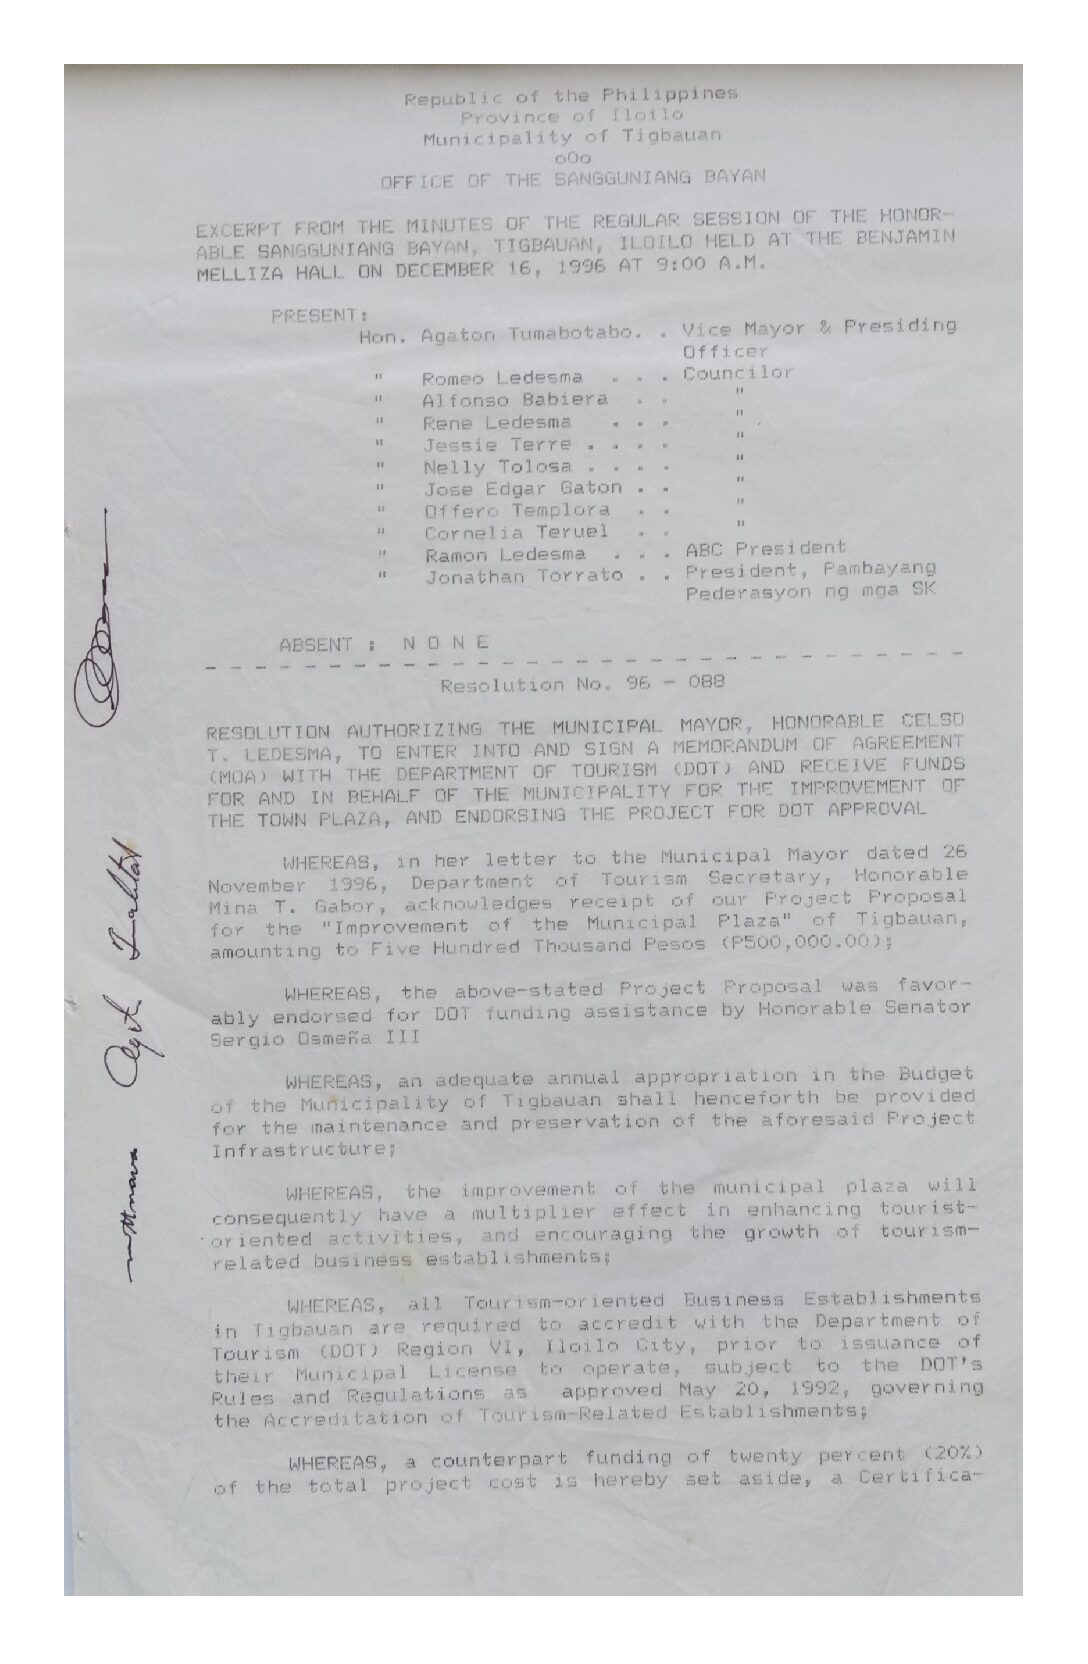 Republic of the Philippines
Province of Iloilo
Municipality of Tigbauan
oOo
OFFICE OF THE SANGGUNIANG BAYAN
EXCERPT FROM THE MINUTES OF THE REGULAR SESSION OF THE HONOR-
ABLE SANGGUNIANG BAYAN, TIGBAUAN, ILOILO HELD AT THE BENJAMIN
MELLIZA HALL ON DECEMBER 16, 1996 AT 9:00 A.M.
PRESENT:
Hon. Agaton Tumabotabo. . Vice Mayor & Presiding
Officer
" Romeo Ledesma . . . Councilor
" Alfonso Babiera . . "
" Rene Ledesma . . . "
" Jessie Terre . . . . "
" Nelly Tolosa . . . . "
" Jose Edgar Gaton . . "
" Offero Templora . . "
" Cornelia Teruel . . "
" Ramon Ledesma . . . ABC President
" Jonathan Torrato . . President, Pambayang
Pederasyon ng mga SK
ABSENT : N O N E
Resolution No. 96 - 088
RESOLUTION AUTHORIZING THE MUNICIPAL MAYOR, HONORABLE CELSO
T. LEDESMA, TO ENTER INTO AND SIGN A MEMORANDUM OF AGREEMENT
(MOA) WITH THE DEPARTMENT OF TOURISM (DOT) AND RECEIVE FUNDS
FOR AND IN BEHALF OF THE MUNICIPALITY FOR THE IMPROVEMENT OF
THE TOWN PLAZA, AND ENDORSING THE PROJECT FOR DOT APPROVAL
WHEREAS, in her letter to the Municipal Mayor dated 26
November 1996, Department of Tourism Secretary, Honorable
Mina T. Gabor, acknowledges receipt of our Project Proposal
for the "Improvement of the Municipal Plaza" of Tigbauan,
amounting to Five Hundred Thousand Pesos (P500,000.00);
WHEREAS, the above-stated Project Proposal was favor-
ably endorsed for DOT funding assistance by Honorable Senator
Sergio Osmeña III
WHEREAS, an adequate annual appropriation in the Budget
of the Municipality of Tigbauan shall henceforth be provided
for the maintenance and preservation of the aforesaid Project
Infrastructure;
WHEREAS, the improvement of the municipal plaza will
consequently have a multiplier effect in enhancing tourist-
oriented activities, and encouraging the growth of tourism-
related business establishments;
WHEREAS, all Tourism-oriented Business Establishments
in Tigbauan are required to accredit with the Department of
Tourism (DOT) Region VI, Iloilo City, prior to issuance of
their Municipal License to operate, subject to the DOT's
Rules and Regulations as approved May 20, 1992, governing
the Accreditation of Tourism-Related Establishments;
WHEREAS, a counterpart funding of twenty percent (20%)
of the total project cost is hereby set aside, a Certifica-